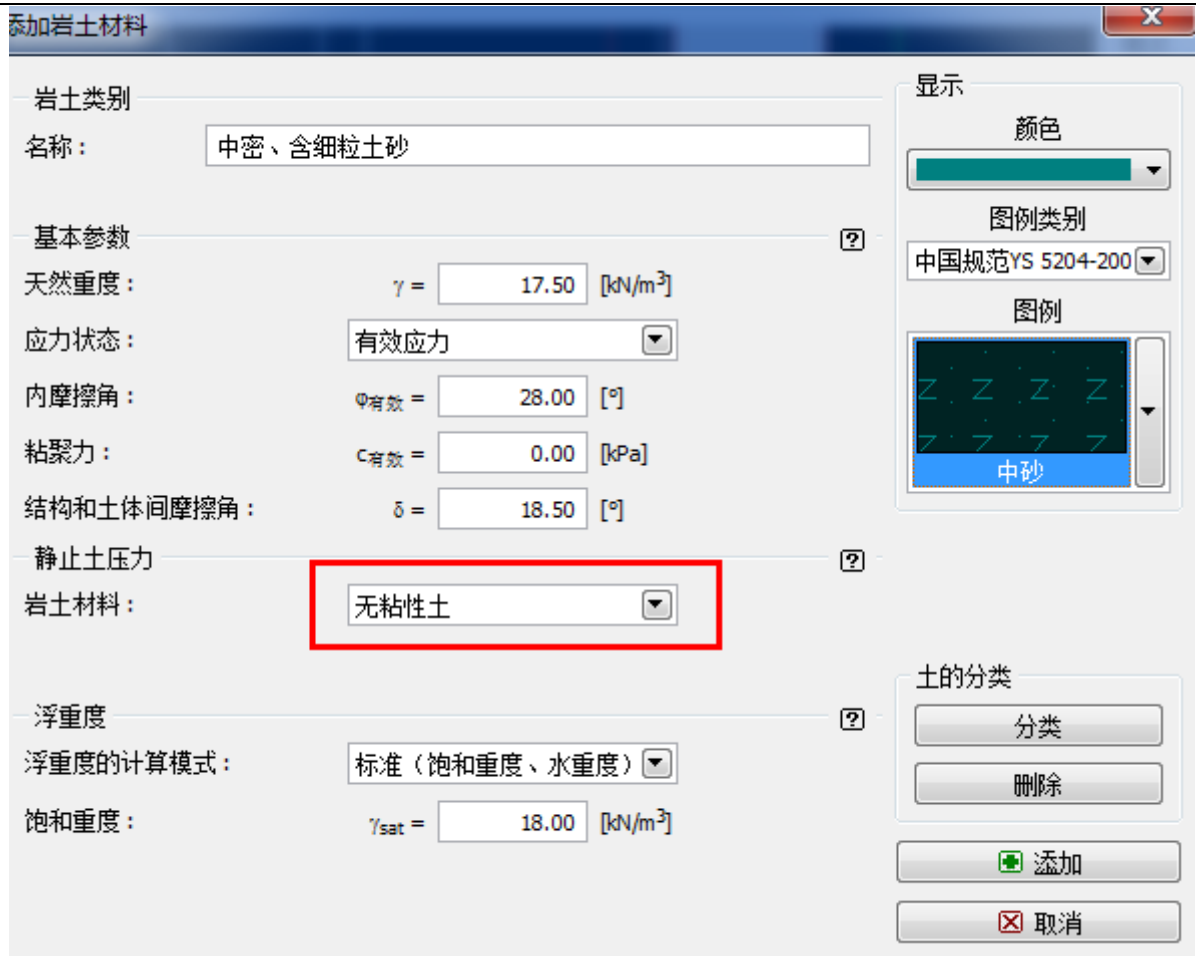 添加岩土材料
岩土类别
名称： 中密、含细粒土砂
基本参数
天然重度： γ = 17.50 [kN/m³]
应力状态： 有效应力
内摩擦角： φ有效 = 28.00 [°]
粘聚力： c有效 = 0.00 [kPa]
结构和土体间摩擦角： δ = 18.50 [°]
静止土压力
岩土材料： 无粘性土
浮重度
浮重度的计算模式： 标准（饱和重度、水重度）
饱和重度： γsat = 18.00 [kN/m³]
显示
颜色
图例类别
中国规范YS 5204-200
图例
中砂
土的分类
分类
删除
添加
取消